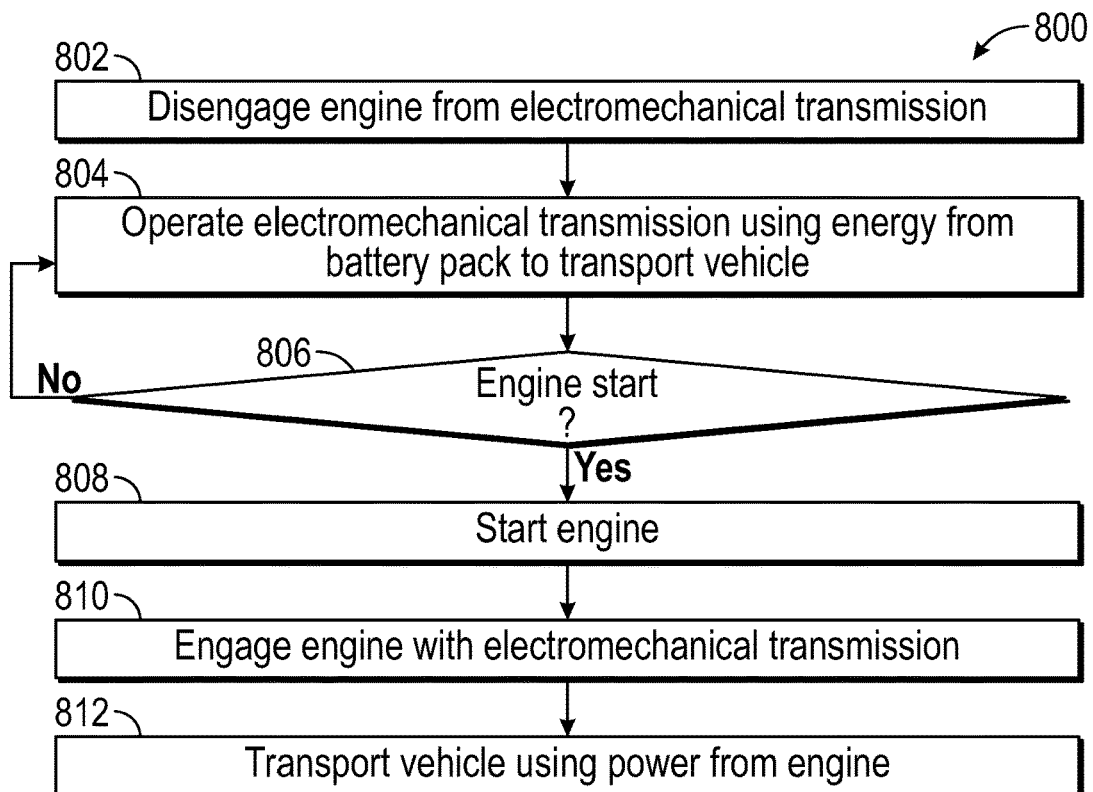 800
802
Disengage engine from electromechanical transmission
804
Operate electromechanical transmission using energy from
battery pack to transport vehicle
806
No
Engine start
?
Yes
808
Start engine
810
Engage engine with electromechanical transmission
812
Transport vehicle using power from engine